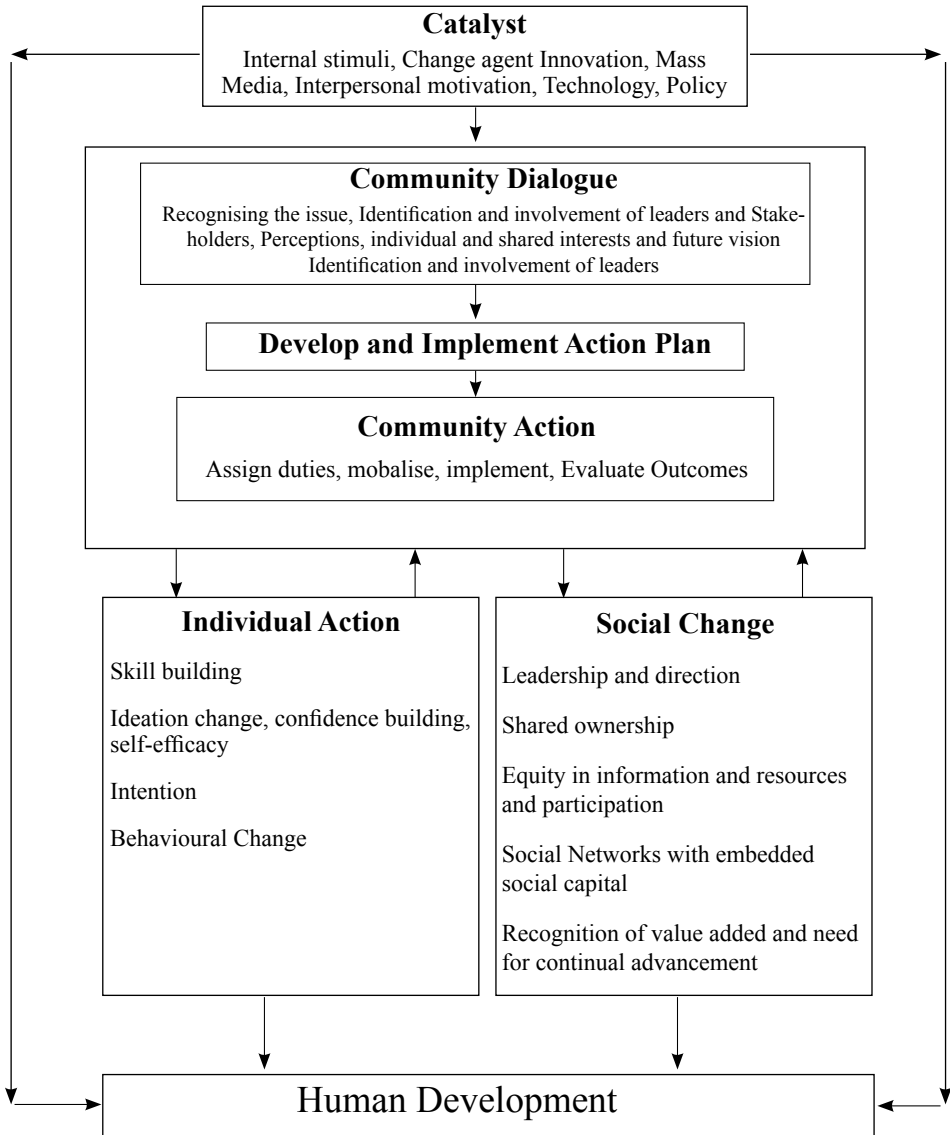 Catalyst
Internal stimuli, Change agent Innovation, Mass
Media, Interpersonal motivation, Technology, Policy
Community Dialogue
Recognising the issue, Identification and involvement of leaders and Stake-
holders, Perceptions, individual and shared interests and future vision
Identification and involvement of leaders
Develop and Implement Action Plan
Community Action
Assign duties, mobalise, implement, Evaluate Outcomes
Individual Action
Skill building
Ideation change, confidence building,
self-efficacy
Intention
Behavioural Change
Social Change
Leadership and direction
Shared ownership
Equity in information and resources
and participation
Social Networks with embedded
social capital
Recognition of value added and need
for continual advancement
Human Development